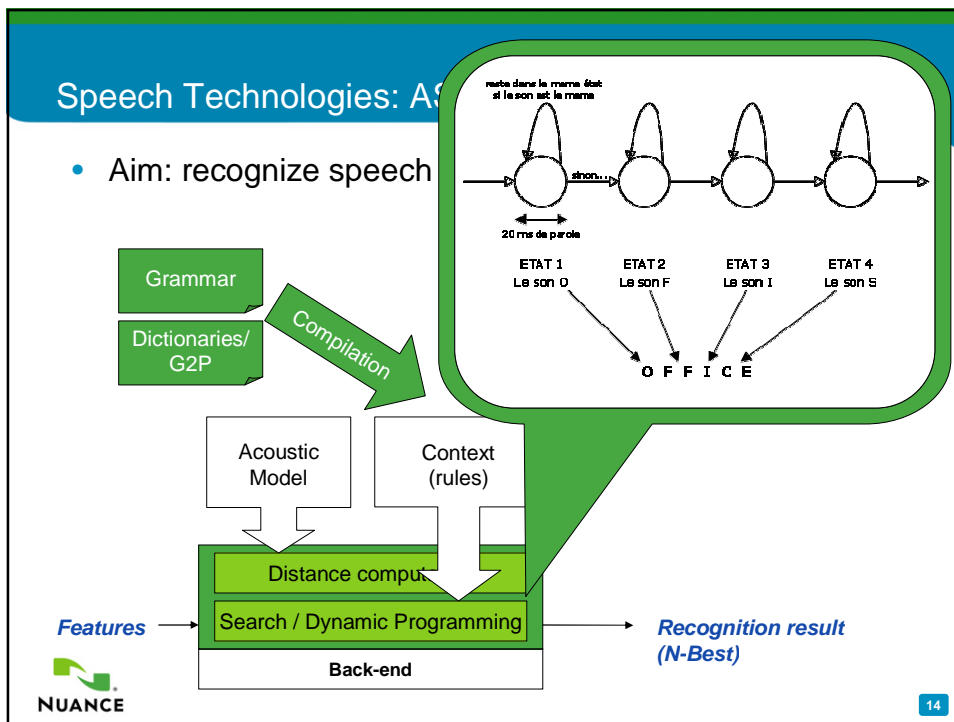 Speech Technologies: AS
• Aim: recognize speech
reste dans le meme état
si le son est le meme
sinon...
20 ms de parole
ETAT 1
Le son O
ETAT 2
Le son F
ETAT 3
Le son I
ETAT 4
Le son S
O F F I C E
Grammar
Dictionaries/
G2P
Compilation
Acoustic
Model
Context
(rules)
Distance comput
Search / Dynamic Programming
Features
Recognition result
(N-Best)
Back-end
NUANCE
14